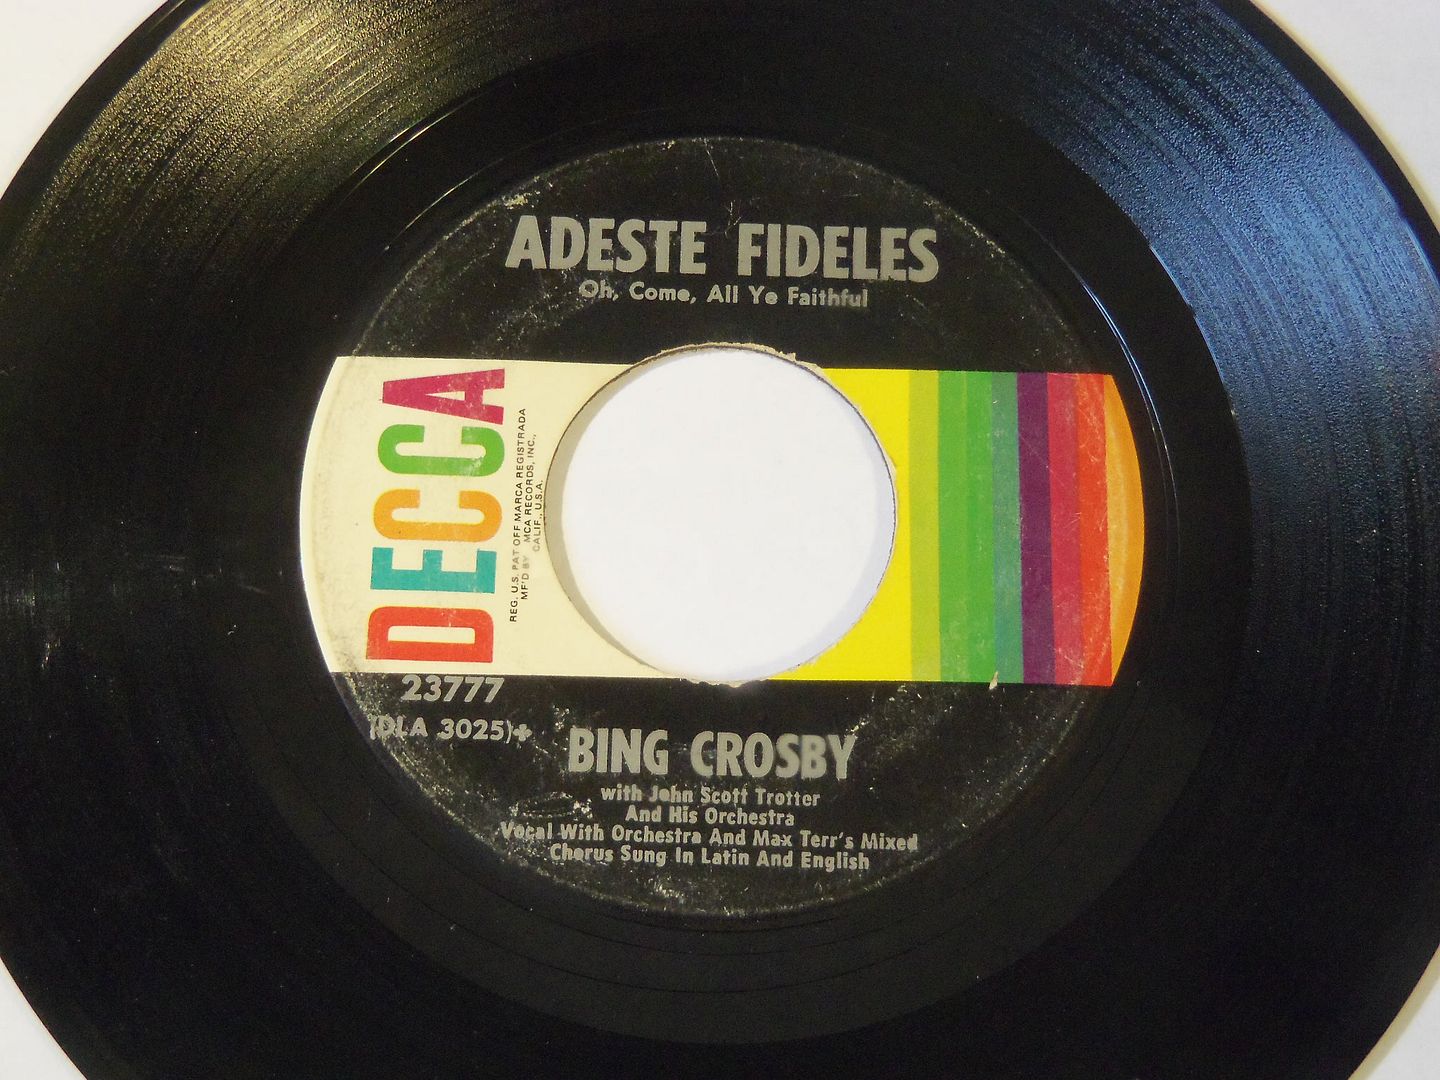 ADESTE FIDELES
Oh, Come, All Ye Faithful
DECCA
REG. U.S. PAT OFF MARCA REGISTRADA
MF'D BY MCA RECORDS, INC.,
CALIF., U.S.A.
23777
(DLA 3025)+
BING CROSBY
with John Scott Trotter
And His Orchestra
Vocal With Orchestra And Max Terr's Mixed
Chorus Sung In Latin And English